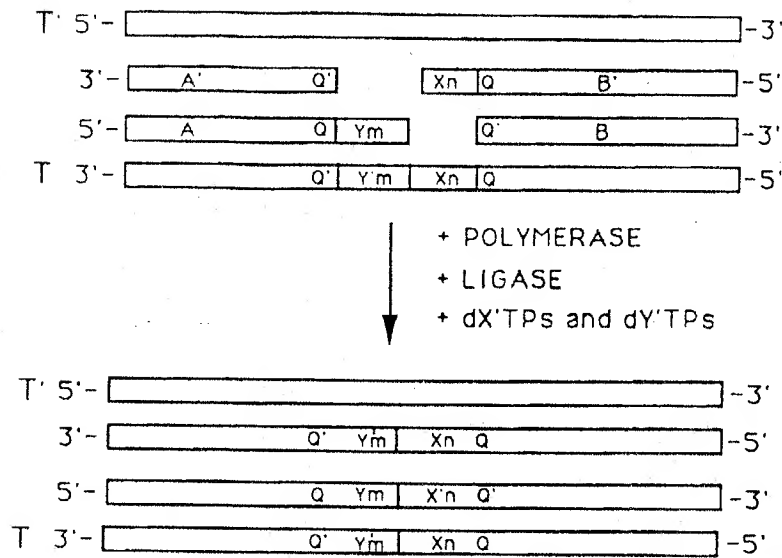 T' 5'- -3'
3'- A' Q' Xn Q B' -5'
5'- A Q Ym Q' B -3'
T 3'- Q' Y'm Xn Q -5'
+ POLYMERASE
+ LIGASE
+ dX'TPs and dY'TPs
T' 5'- -3'
3'- Q' Y'm Xn Q -5'
5'- Q Ym X'n Q' -3'
T 3'- Q' Y'm Xn Q -5'